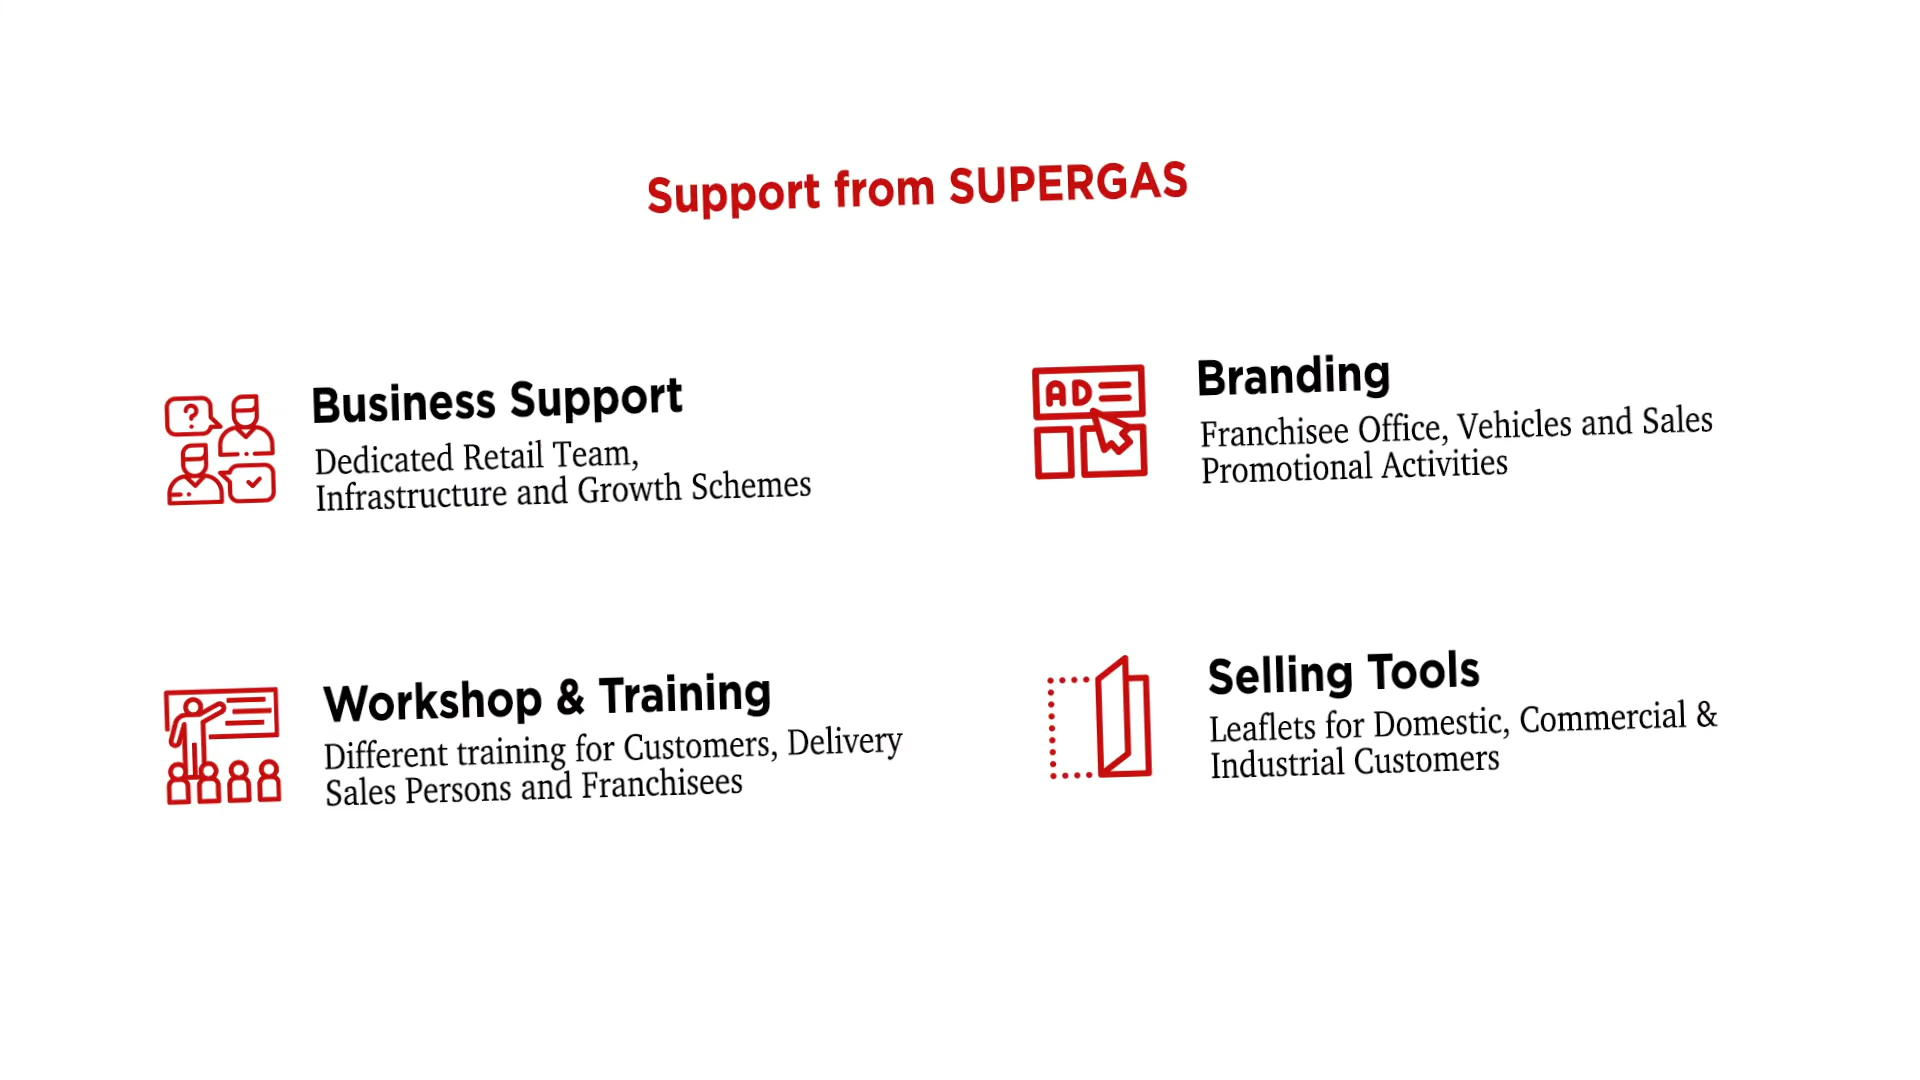 Support from SUPERGAS
Business Support
Dedicated Retail Team,
Infrastructure and Growth Schemes
Branding
Franchisee Office, Vehicles and Sales
Promotional Activities
AD
?
Workshop & Training
Different training for Customers, Delivery
Sales Persons and Franchisees
Selling Tools
Leaflets for Domestic, Commercial &
Industrial Customers